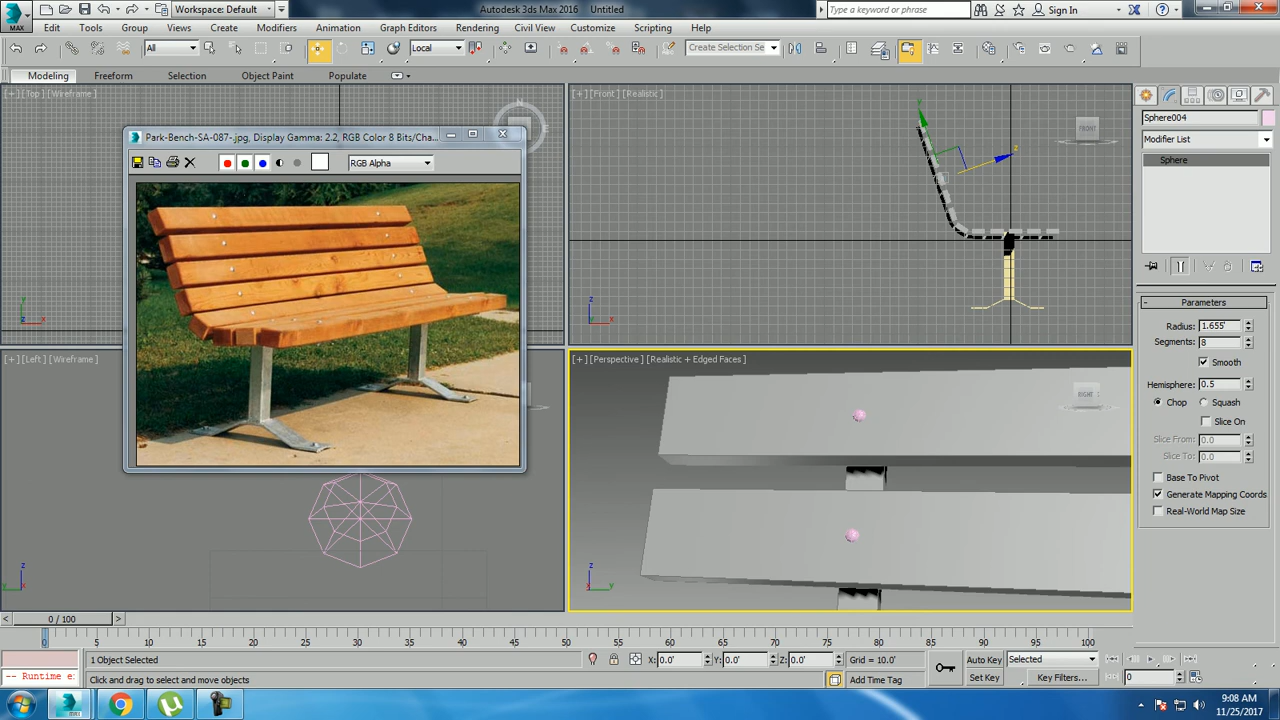 Workspace: Default
Autodesk 3ds Max 2016    Untitled
Type a keyword or phrase
Sign In
MAX
Edit  Tools  Group  Views  Create  Modifiers  Animation  Graph Editors  Rendering  Civil View  Customize  Scripting  Help
All
Local
Create Selection Se
Modeling  Freeform  Selection  Object Paint  Populate
[+] [Top] [Wireframe]
[+] [Front] [Realistic]
N
E
FRONT
Sphere004
Modifier List
Sphere
Park-Bench-SA-087-.jpg, Display Gamma: 2.2, RGB Color 8 Bits/Cha...
RGB Alpha
y
z
z
x
y
x
Parameters
Radius: 1.655'
Segments: 8
Smooth
Hemisphere: 0.5
Chop  Squash
Slice On
Slice From: 0.0
Slice To: 0.0
Base To Pivot
Generate Mapping Coords
Real-World Map Size
[+] [Left] [Wireframe]
[+] [Perspective] [Realistic + Edged Faces]
RIGHT
z
y
x
z
x
y
0 / 100
0  5  10  15  20  25  30  35  40  45  50  55  60  65  70  75  80  85  90  95  100
1 Object Selected
X: 0.0'  Y: 0.0'  Z: 0.0'
Grid = 10.0'
Auto Key  Selected
-- Runtime e:
Click and drag to select and move objects
Add Time Tag
Set Key  Key Filters...
0
MAX
9:08 AM
11/25/2017